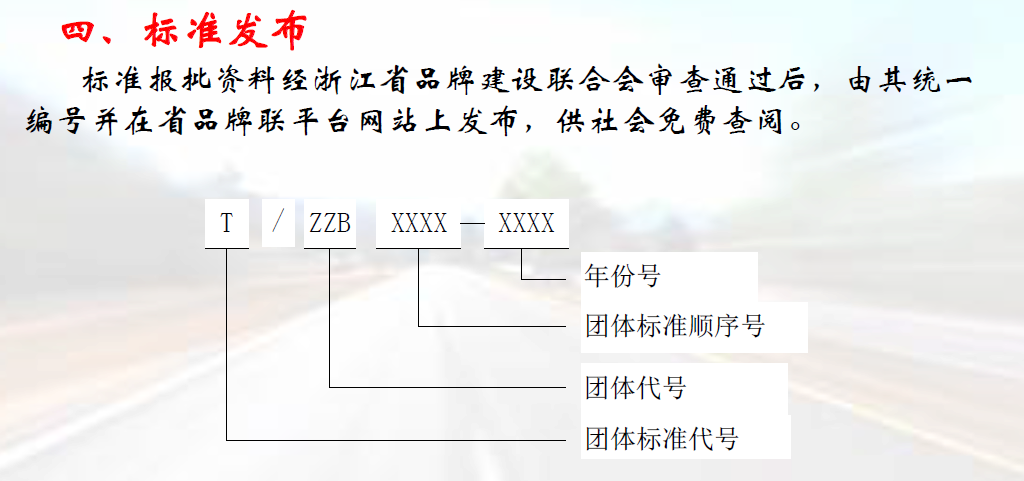 四、标准发布
标准报批资料经浙江省品牌建设联合会审查通过后，由其统一
编号并在省品牌联平台网站上发布，供社会免费查阅。
T / ZZB XXXX — XXXX
年份号
团体标准顺序号
团体代号
团体标准代号